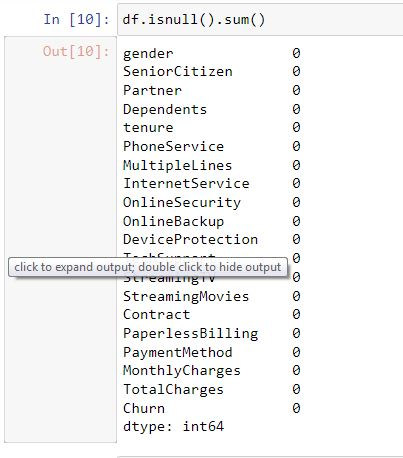 In [10]: df.isnull().sum()
Out[10]: gender 0
SeniorCitizen 0
Partner 0
Dependents 0
tenure 0
PhoneService 0
MultipleLines 0
InternetService 0
OnlineSecurity 0
OnlineBackup 0
DeviceProtection 0
TechSupport 0
click to expand output; double click to hide output
StreamingTV 0
StreamingMovies 0
Contract 0
PaperlessBilling 0
PaymentMethod 0
MonthlyCharges 0
TotalCharges 0
Churn 0
dtype: int64